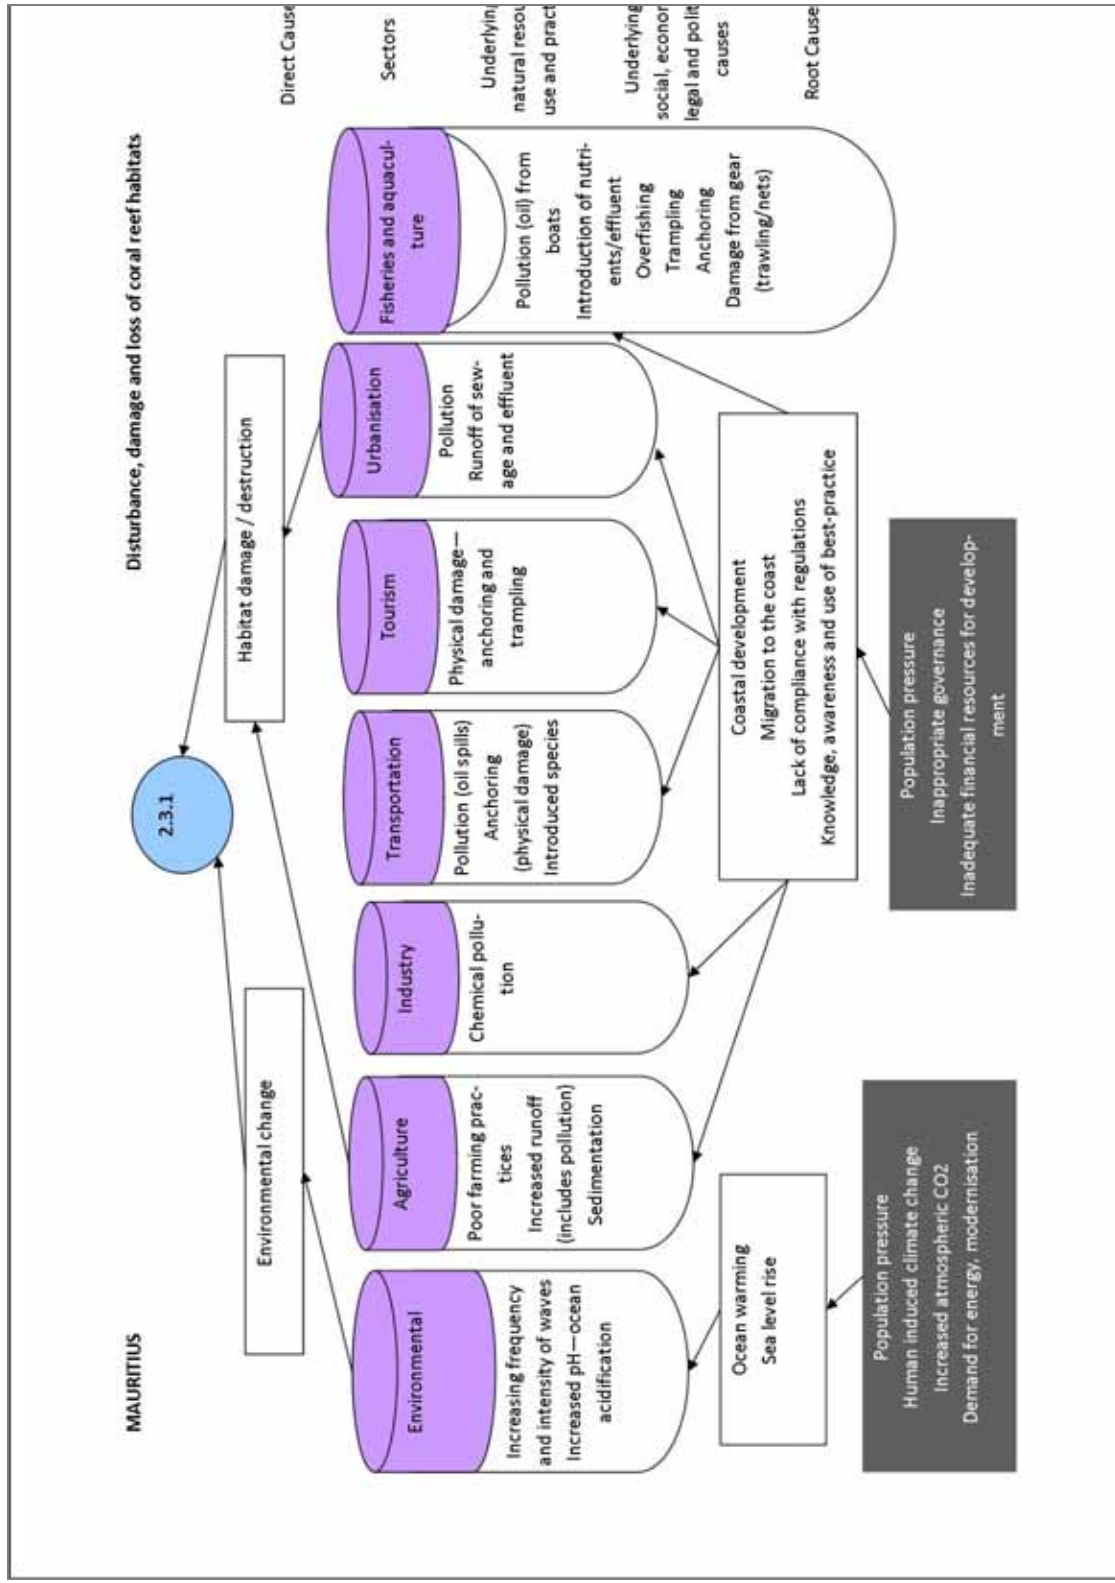 MAURITIUS
Disturbance, damage and loss of coral reef habitats
2.3.1
Environmental change
Habitat damage / destruction
Direct Cause
Environmental
Agriculture
Industry
Transportation
Tourism
Urbanisation
Fisheries and aquacul-
ture
Sectors
Increasing frequency
and intensity of waves
Increased pH—ocean
acidification
Poor farming prac-
tices
Increased runoff
(includes pollution)
Sedimentation
Chemical pollu-
tion
Pollution (oil spills)
Anchoring
(physical damage)
Introduced species
Physical damage—
anchoring and
trampling
Pollution
Runoff of sew-
age and effluent
Pollution (oil) from
boats
Introduction of nutri-
ents/effluent
Overfishing
Trampling
Anchoring
Damage from gear
(trawling/nets)
Underlying
natural resou
use and pract
Ocean warming
Sea level rise
Coastal development
Migration to the coast
Lack of compliance with regulations
Knowledge, awareness and use of best-practice
Underlying
social, econor
legal and polit
causes
Population pressure
Human induced climate change
Increased atmospheric CO2
Demand for energy, modernisation
Population pressure
Inappropriate governance
Inadequate financial resources for develop-
ment
Root Cause